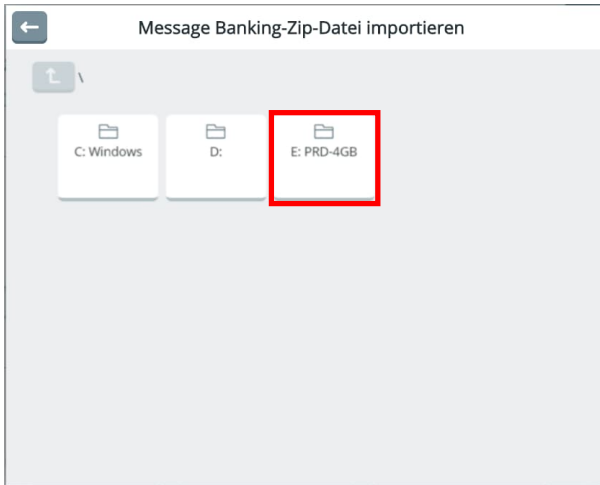 Message Banking-Zip-Datei importieren
\
C: Windows
D:
E: PRD-4GB